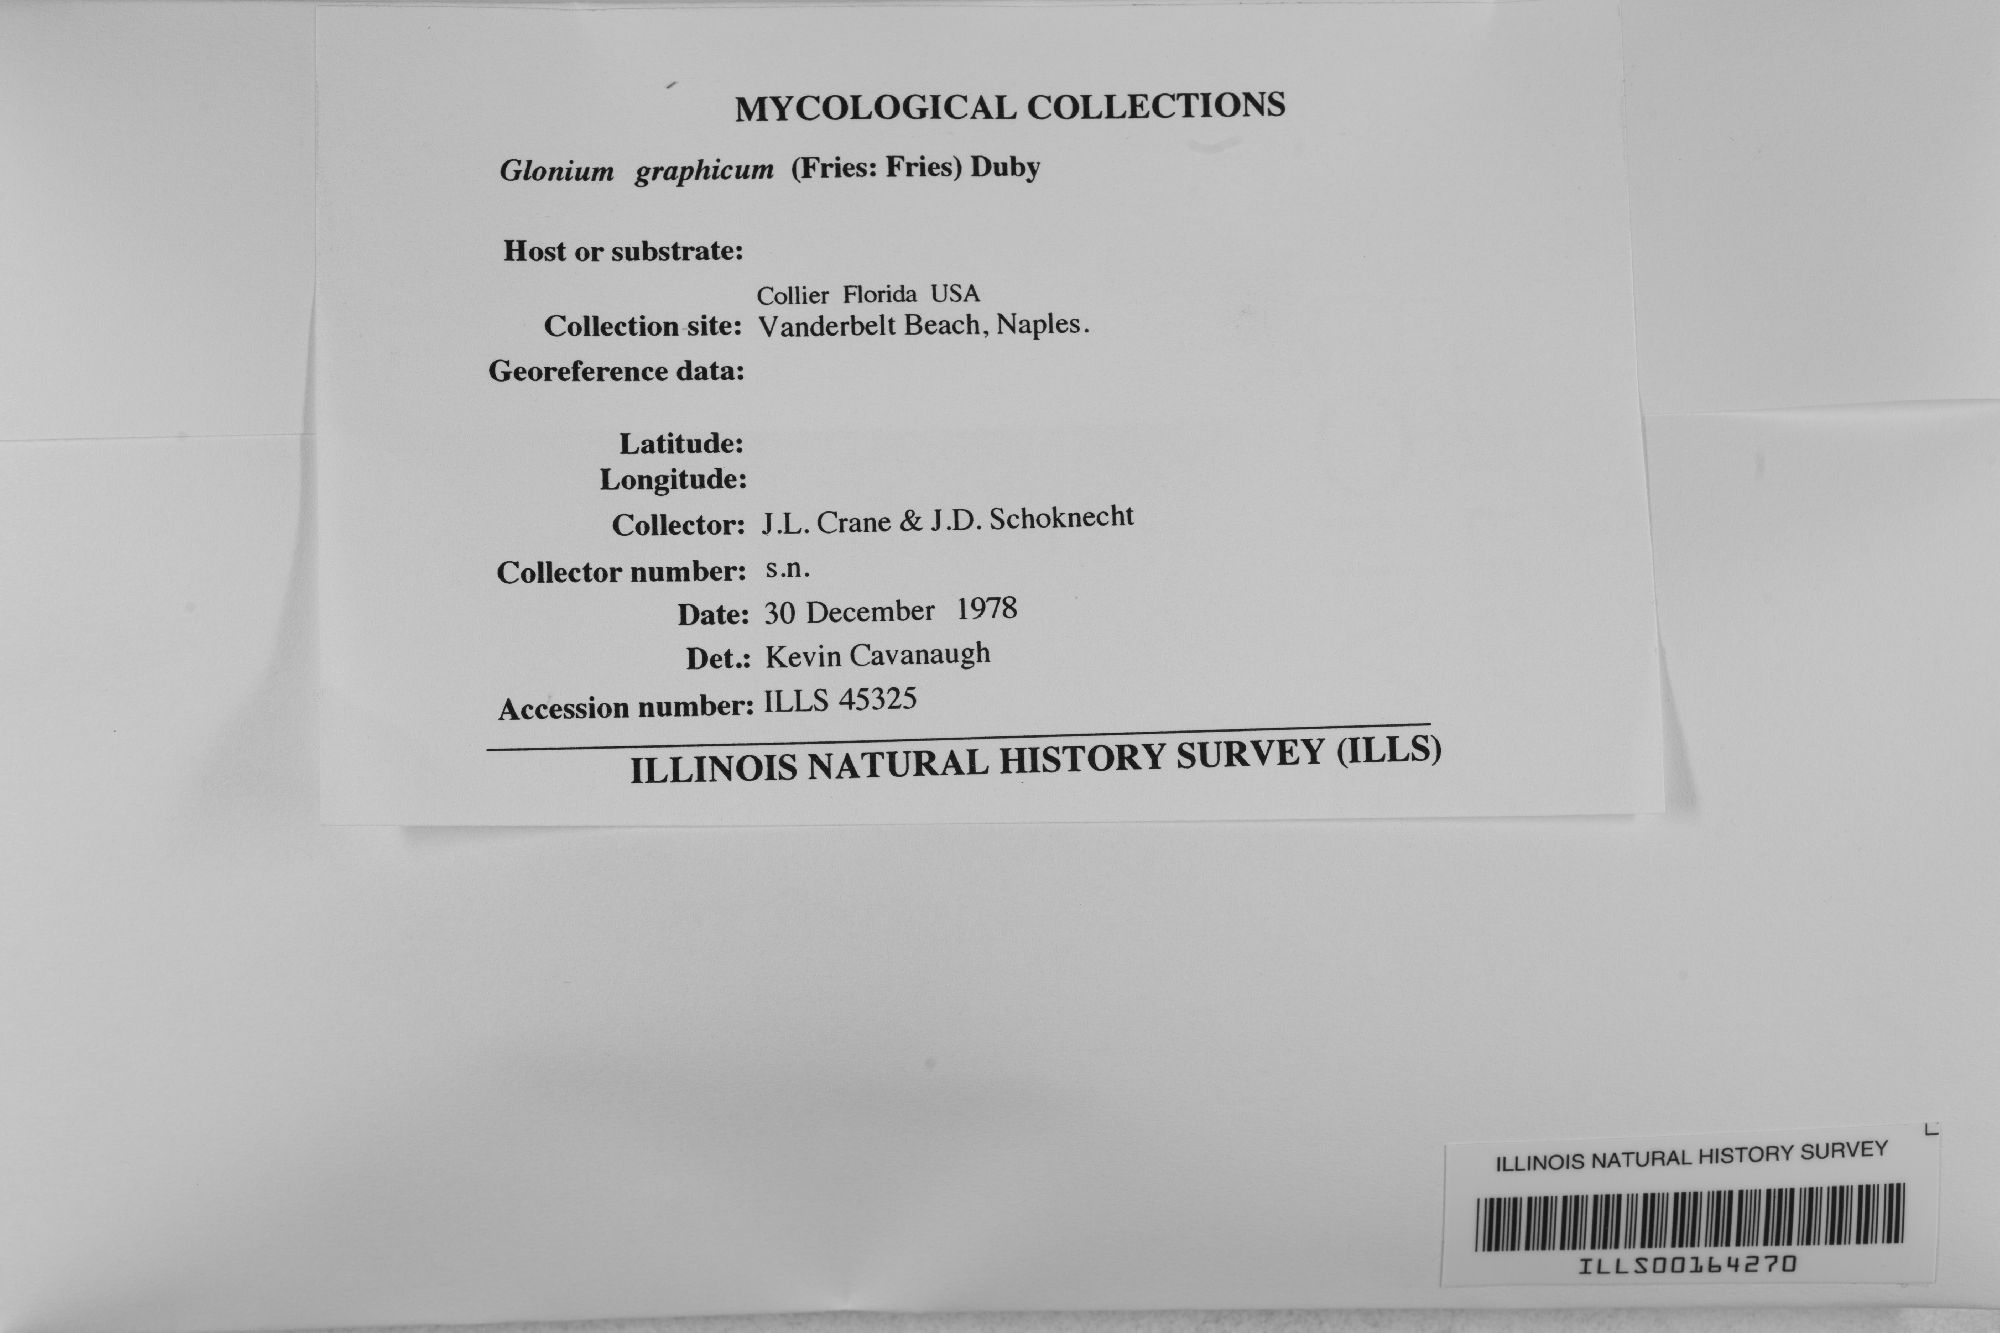 MYCOLOGICAL COLLECTIONS
Glonium graphicum (Fries: Fries) Duby
Host or substrate:
Collier Florida USA
Collection site: Vanderbelt Beach, Naples.
Georeference data:
Latitude:
Longitude:
Collector: J.L. Crane & J.D. Schoknecht
Collector number: s.n.
Date: 30 December 1978
Det.: Kevin Cavanaugh
Accession number: ILLS 45325
ILLINOIS NATURAL HISTORY SURVEY (ILLS)
ILLINOIS NATURAL HISTORY SURVEY
ILLS00164270